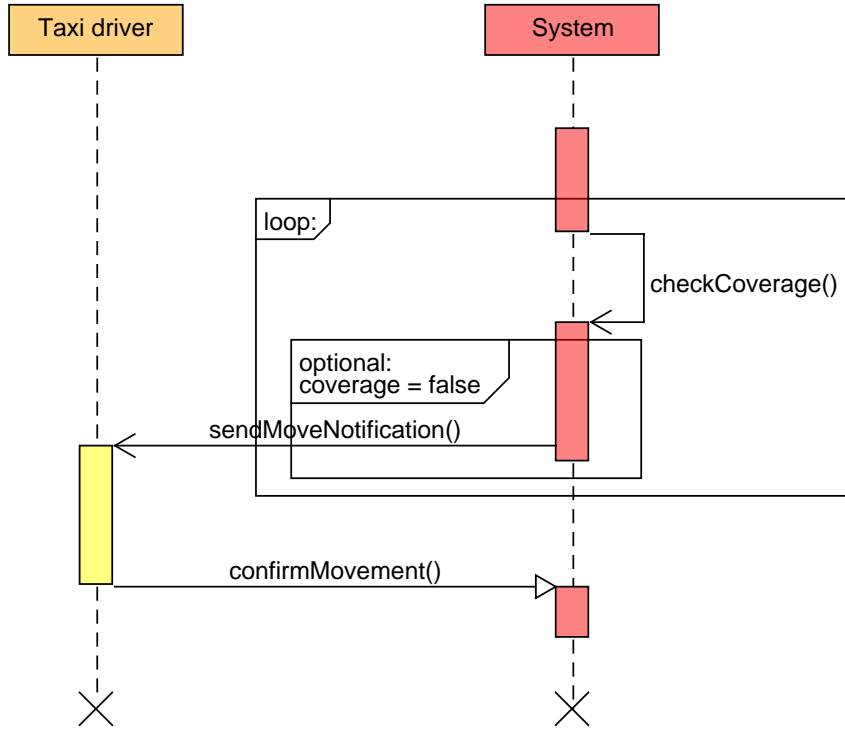 Taxi driver
System
loop:
checkCoverage()
optional:
coverage = false
sendMoveNotification()
confirmMovement()